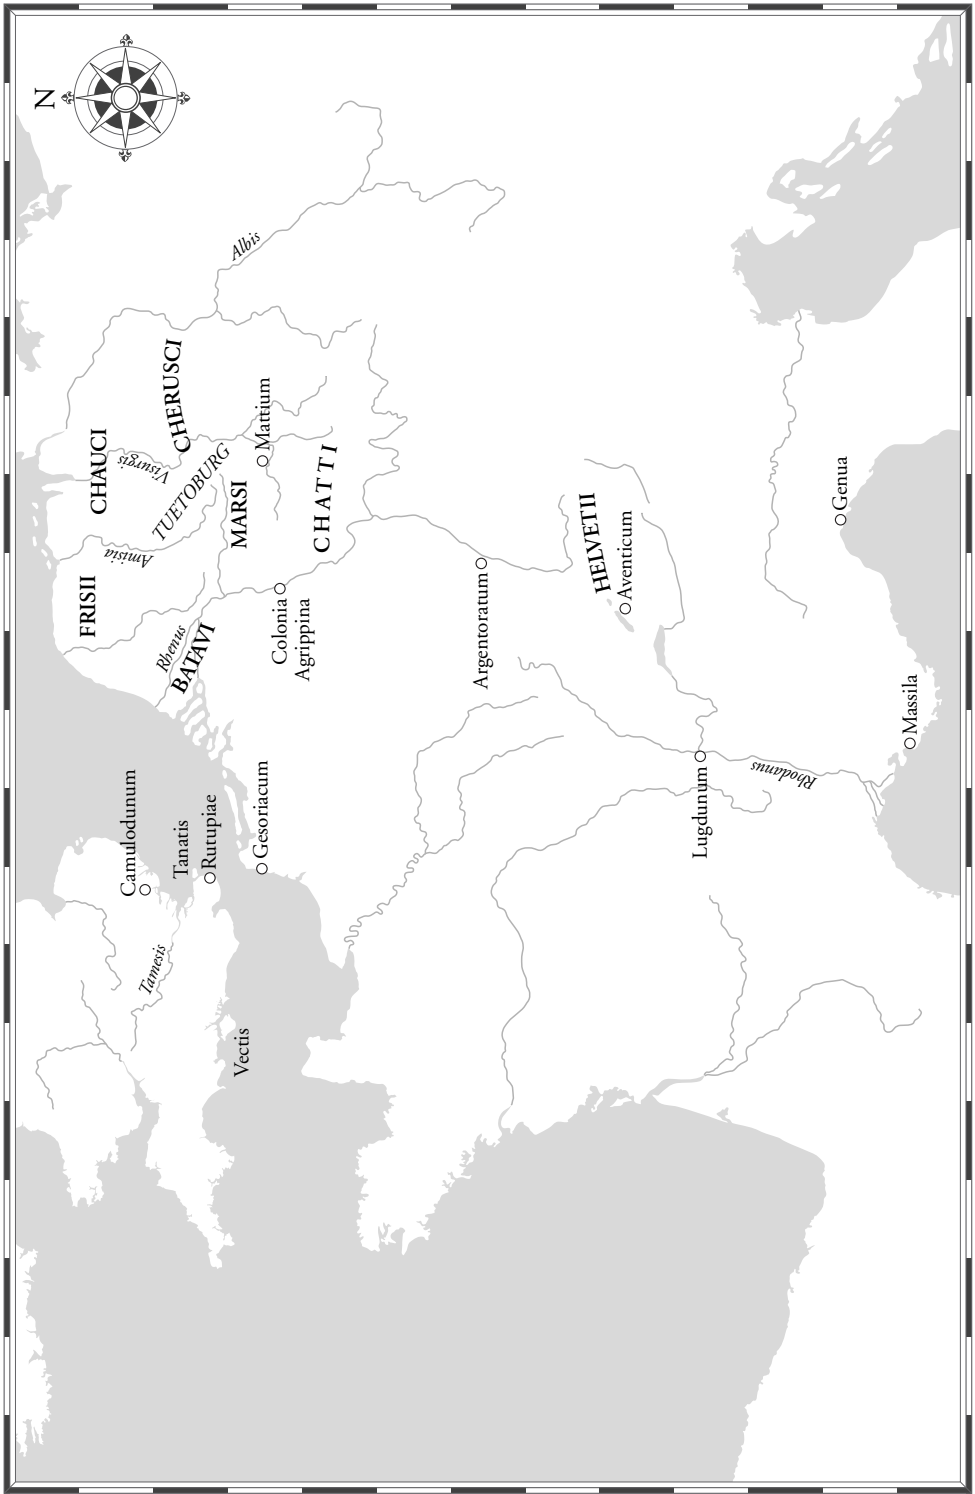 N
Albis
CHAUCI
CHERUSCI
Visurgis
Mattium
TUETOBURG
Amisia
FRISII
MARSI
CHATTI
Rhenus
BATAVI
Colonia
Agrippina
HELVETII
Aventicum
Argentoratum
Genua
Massila
Camulodunum
Tanatis
Rutupiae
Gesoriacum
Lugdunum
Rhodanus
Tamesis
Vectis